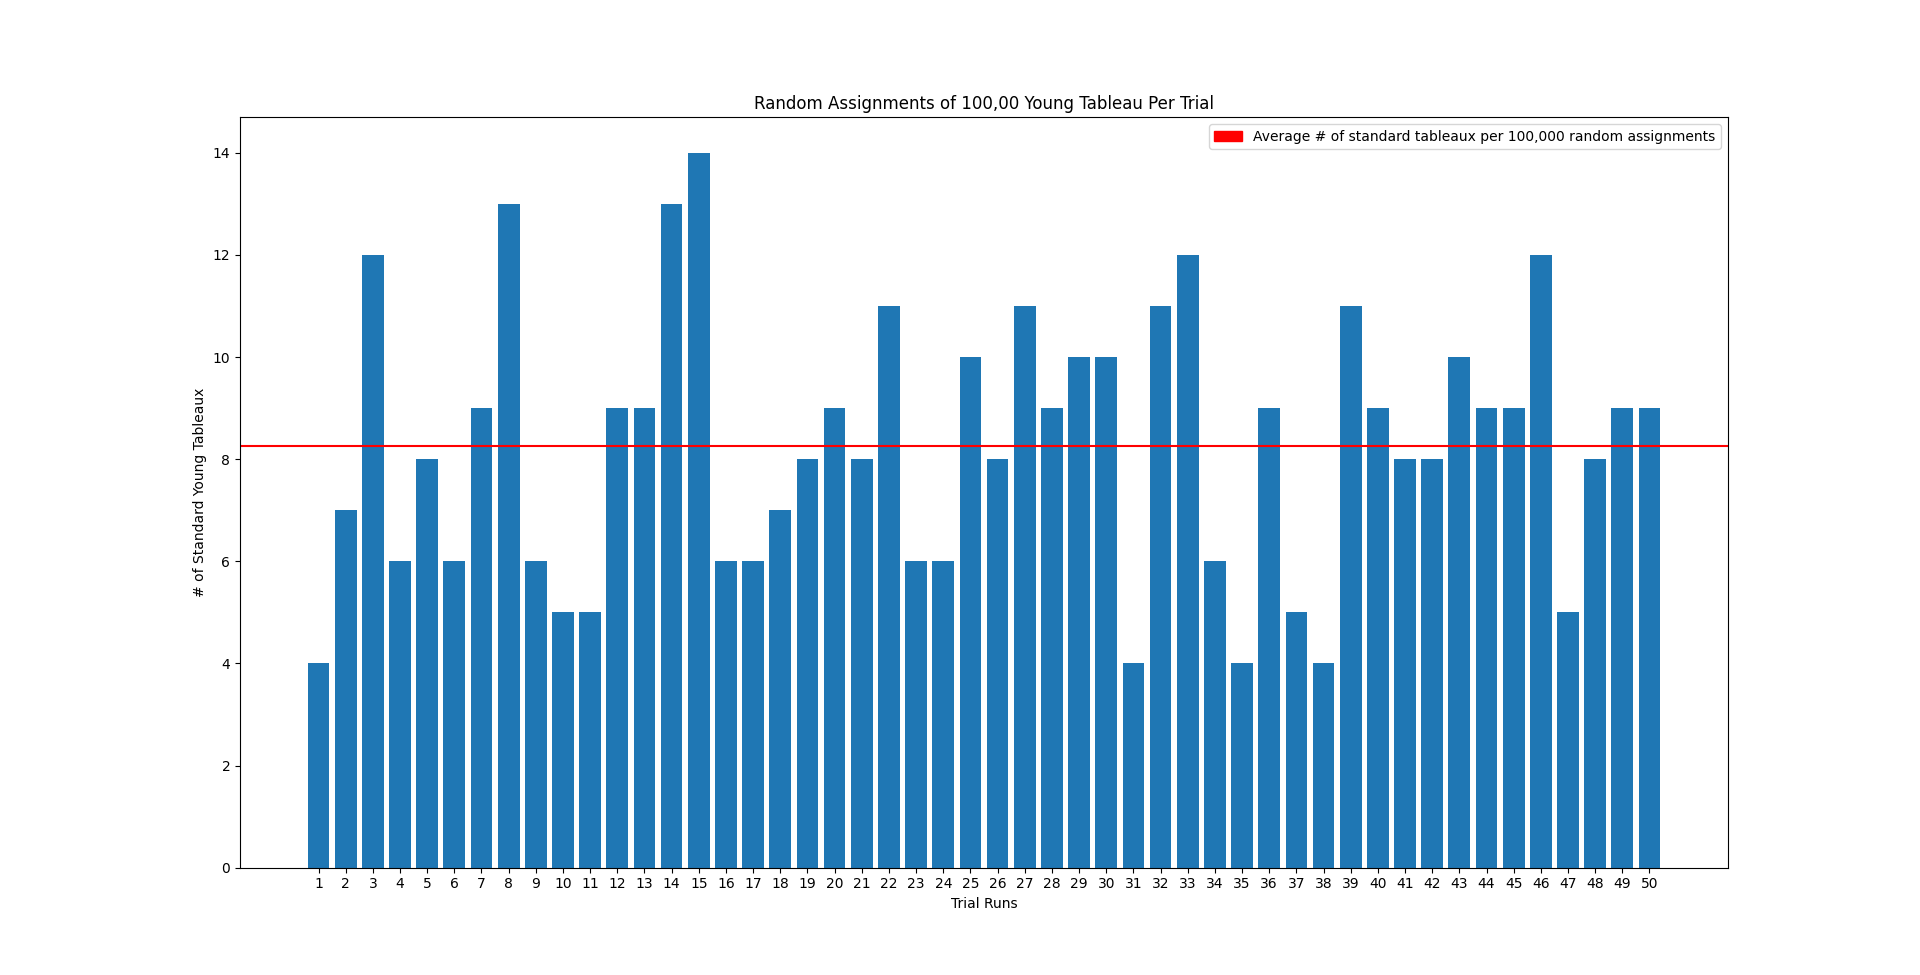 Random Assignments of 100,00 Young Tableau Per Trial
Average # of standard tableaux per 100,000 random assignments
# of Standard Young Tableaux
14
12
10
8
6
4
2
0
1 2 3 4 5 6 7 8 9 10 11 12 13 14 15 16 17 18 19 20 21 22 23 24 25 26 27 28 29 30 31 32 33 34 35 36 37 38 39 40 41 42 43 44 45 46 47 48 49 50
Trial Runs